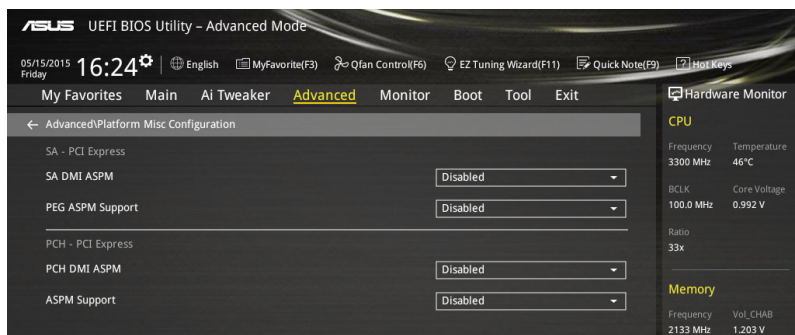 ASUS UEFI BIOS Utility – Advanced Mode
05/15/2015 Friday 16:24 English MyFavorite(F3) Qfan Control(F6) EZ Tuning Wizard(F11) Quick Note(F9) ? Hot Keys
My Favorites Main Ai Tweaker Advanced Monitor Boot Tool Exit
← Advanced\Platform Misc Configuration
SA - PCI Express
SA DMI ASPM Disabled
PEG ASPM Support Disabled
PCH - PCI Express
PCH DMI ASPM Disabled
ASPM Support Disabled
Hardware Monitor
CPU
Frequency Temperature
3300 MHz 46°C
BCLK Core Voltage
100.0 MHz 0.992 V
Ratio
33x
Memory
Frequency Vol_CHAB
2133 MHz 1.203 V